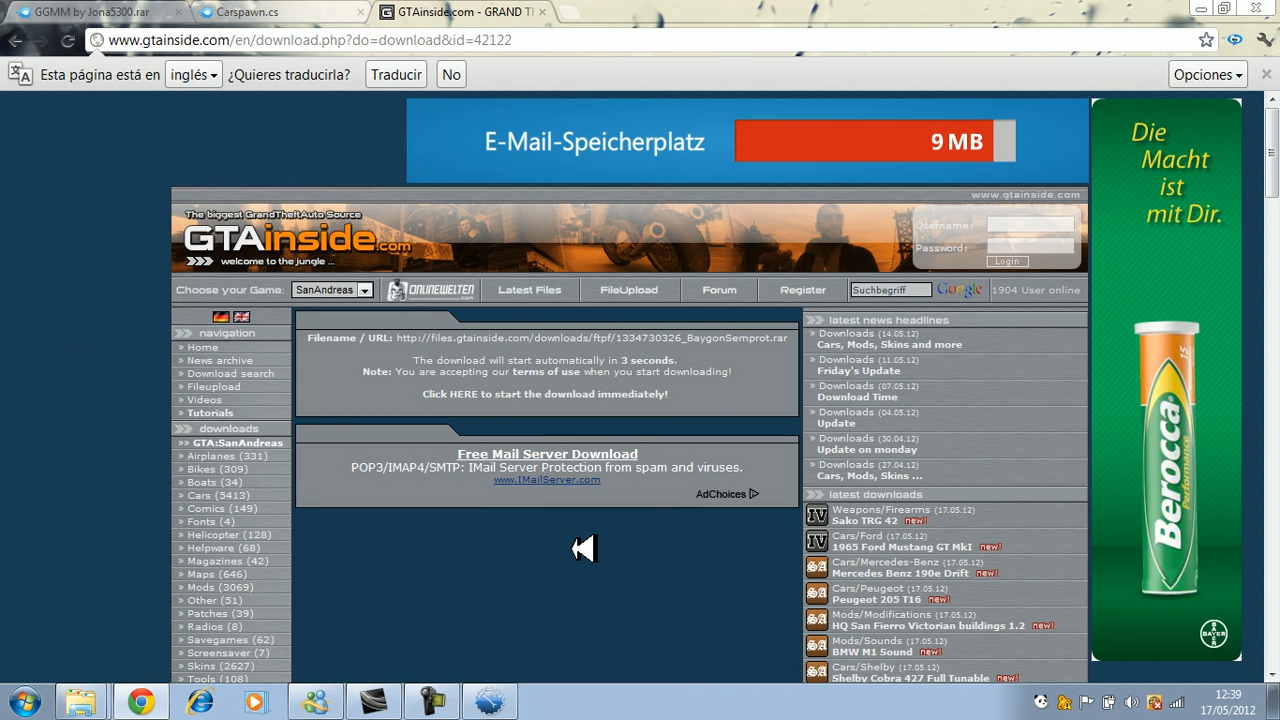 GGMM by Jona5300.rar
Carspawn.cs
GTAinside.com - GRAND T
www.gtainside.com/en/download.php?do=download&id=42122
Esta página está en inglés ¿Quieres traducirla? Traducir No Opciones
E-Mail-Speicherplatz 9 MB
Die
Macht
ist
mit Dir.
www.gtainside.com
The biggest GrandTheftAuto Source
GTAinside.com
welcome to the jungle ...
Username:
Password:
Login
Choose your Game: SanAndreas ONLINEWELTEN.COM Latest Files FileUpload Forum Register Suchbegriff Google 1904 User online
navigation
» Home
» News archive
» Download search
» Fileupload
» Videos
» Tutorials
downloads
»» GTA:SanAndreas
» Airplanes (331)
» Bikes (309)
» Boats (34)
» Cars (5413)
» Comics (149)
» Fonts (4)
» Helicopter (128)
» Helpware (68)
» Magazines (42)
» Maps (646)
» Mods (3069)
» Other (51)
» Patches (39)
» Radios (8)
» Savegames (62)
» Screensaver (7)
» Skins (2627)
» Tools (108)
Filename / URL: http://files.gtainside.com/downloads/ftpf/1334730326_BaygonSemprot.rar
The download will start automatically in 3 seconds.
Note: You are accepting our terms of use when you start downloading!
Click HERE to start the download immediately!
Free Mail Server Download
POP3/IMAP4/SMTP: IMail Server Protection from spam and viruses.
www.IMailServer.com
AdChoices
latest news headlines
» Downloads (14.05.12)
Cars, Mods, Skins and more
» Downloads (11.05.12)
Friday's Update
» Downloads (07.05.12)
Download Time
» Downloads (04.05.12)
Update
» Downloads (30.04.12)
Update on monday
» Downloads (27.04.12)
Cars, Mods, Skins ...
latest downloads
IV Weapons/Firearms (17.05.12)
Sako TRG 42 new!
IV Cars/Ford (17.05.12)
1965 Ford Mustang GT MkI new!
SA Cars/Mercedes-Benz (17.05.12)
Mercedes Benz 190e Drift new!
SA Cars/Peugeot (17.05.12)
Peugeot 205 T16 new!
SA Mods/Modifications (17.05.12)
HQ San Fierro Victorian buildings 1.2 new!
SA Mods/Sounds (17.05.12)
BMW M1 Sound new!
SA Cars/Shelby (17.05.12)
Shelby Cobra 427 Full Tunable new!
15
Berocca
Performance
BAYER
12:39
17/05/2012